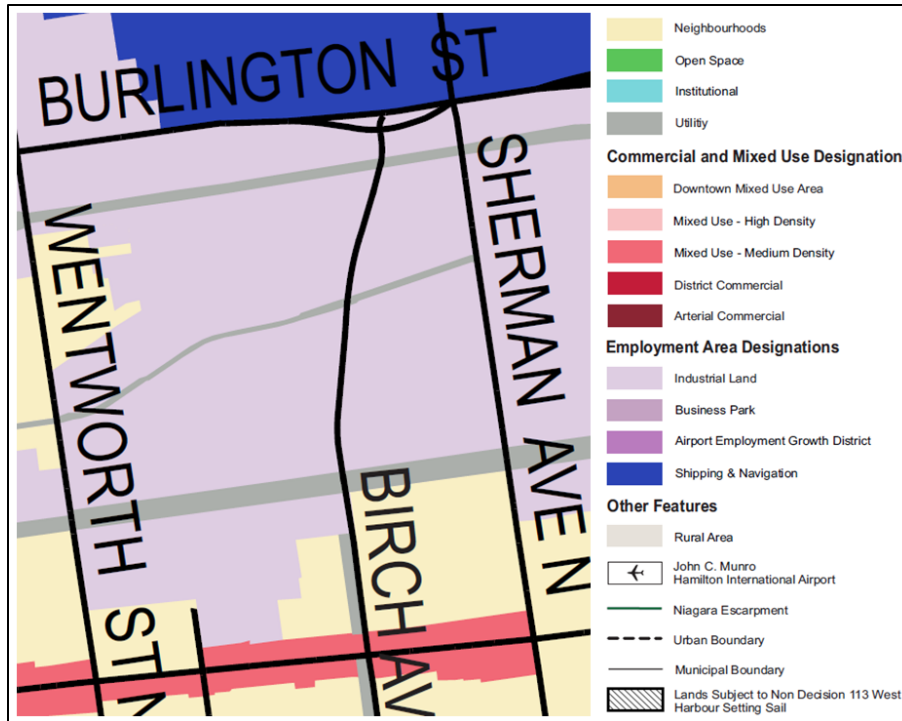 BURLINGTON ST
WENTWORTH ST N
BIRCH AV
SHERMAN AVE N
Neighbourhoods
Open Space
Institutional
Utilitiy
Commercial and Mixed Use Designation
Downtown Mixed Use Area
Mixed Use - High Density
Mixed Use - Medium Density
District Commercial
Arterial Commercial
Employment Area Designations
Industrial Land
Business Park
Airport Employment Growth District
Shipping & Navigation
Other Features
Rural Area
John C. Munro
Hamilton International Airport
Niagara Escarpment
Urban Boundary
Municipal Boundary
Lands Subject to Non Decision 113 West
Harbour Setting Sail